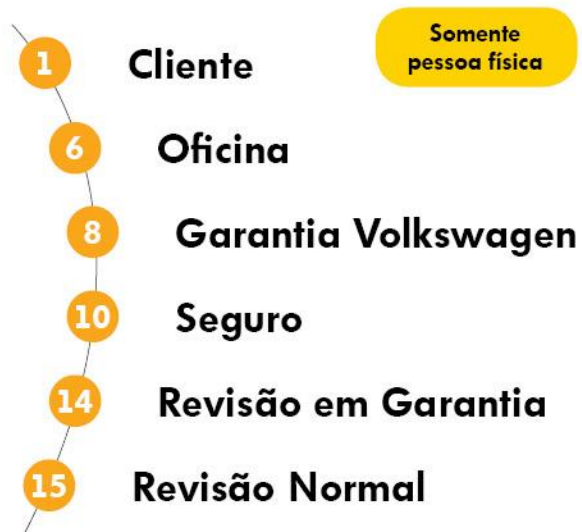 Somente
pessoa física
1 Cliente
6 Oficina
8 Garantia Volkswagen
10 Seguro
14 Revisão em Garantia
15 Revisão Normal